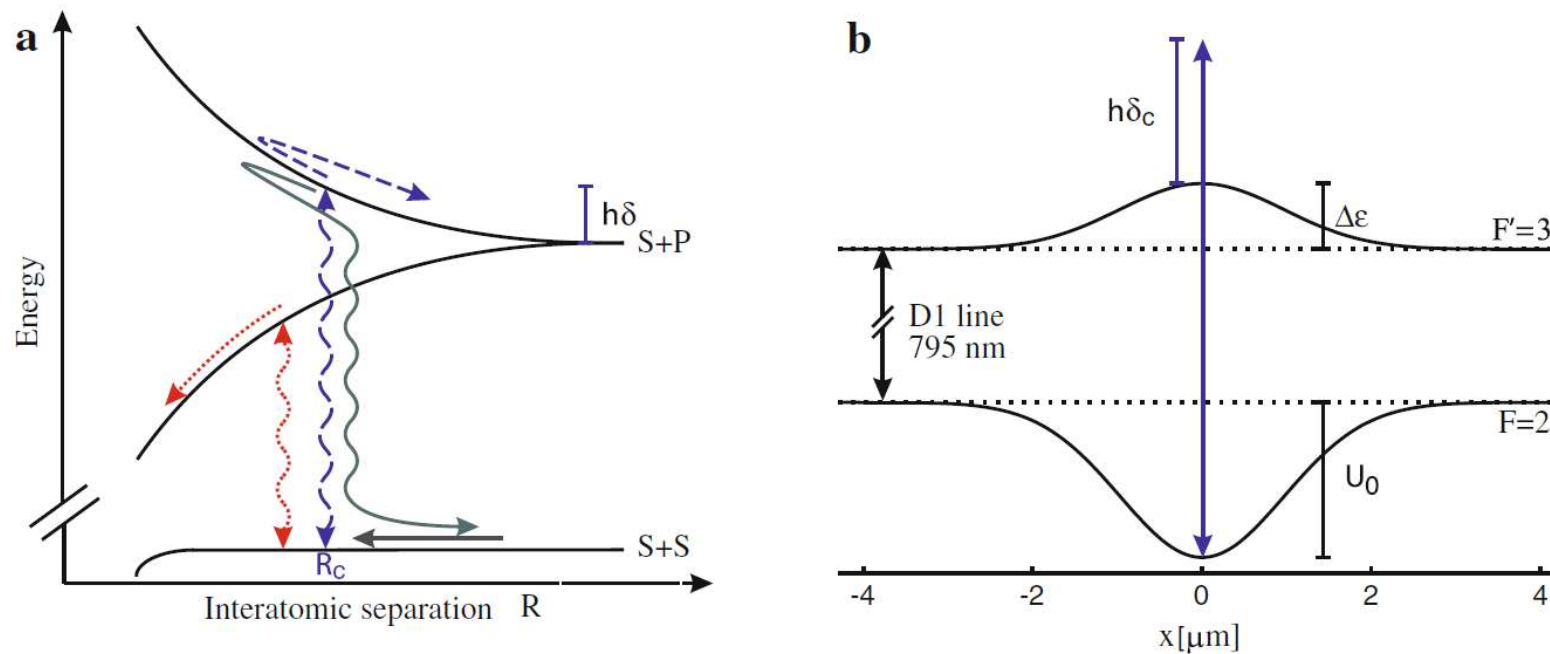 a
Energy
hδ
S+P
S+S
R_C
Interatomic separation R
b
hδ_C
Δε
F'=3
D1 line
795 nm
F=2
U_0
-4
-2
0
2
4
x[μm]